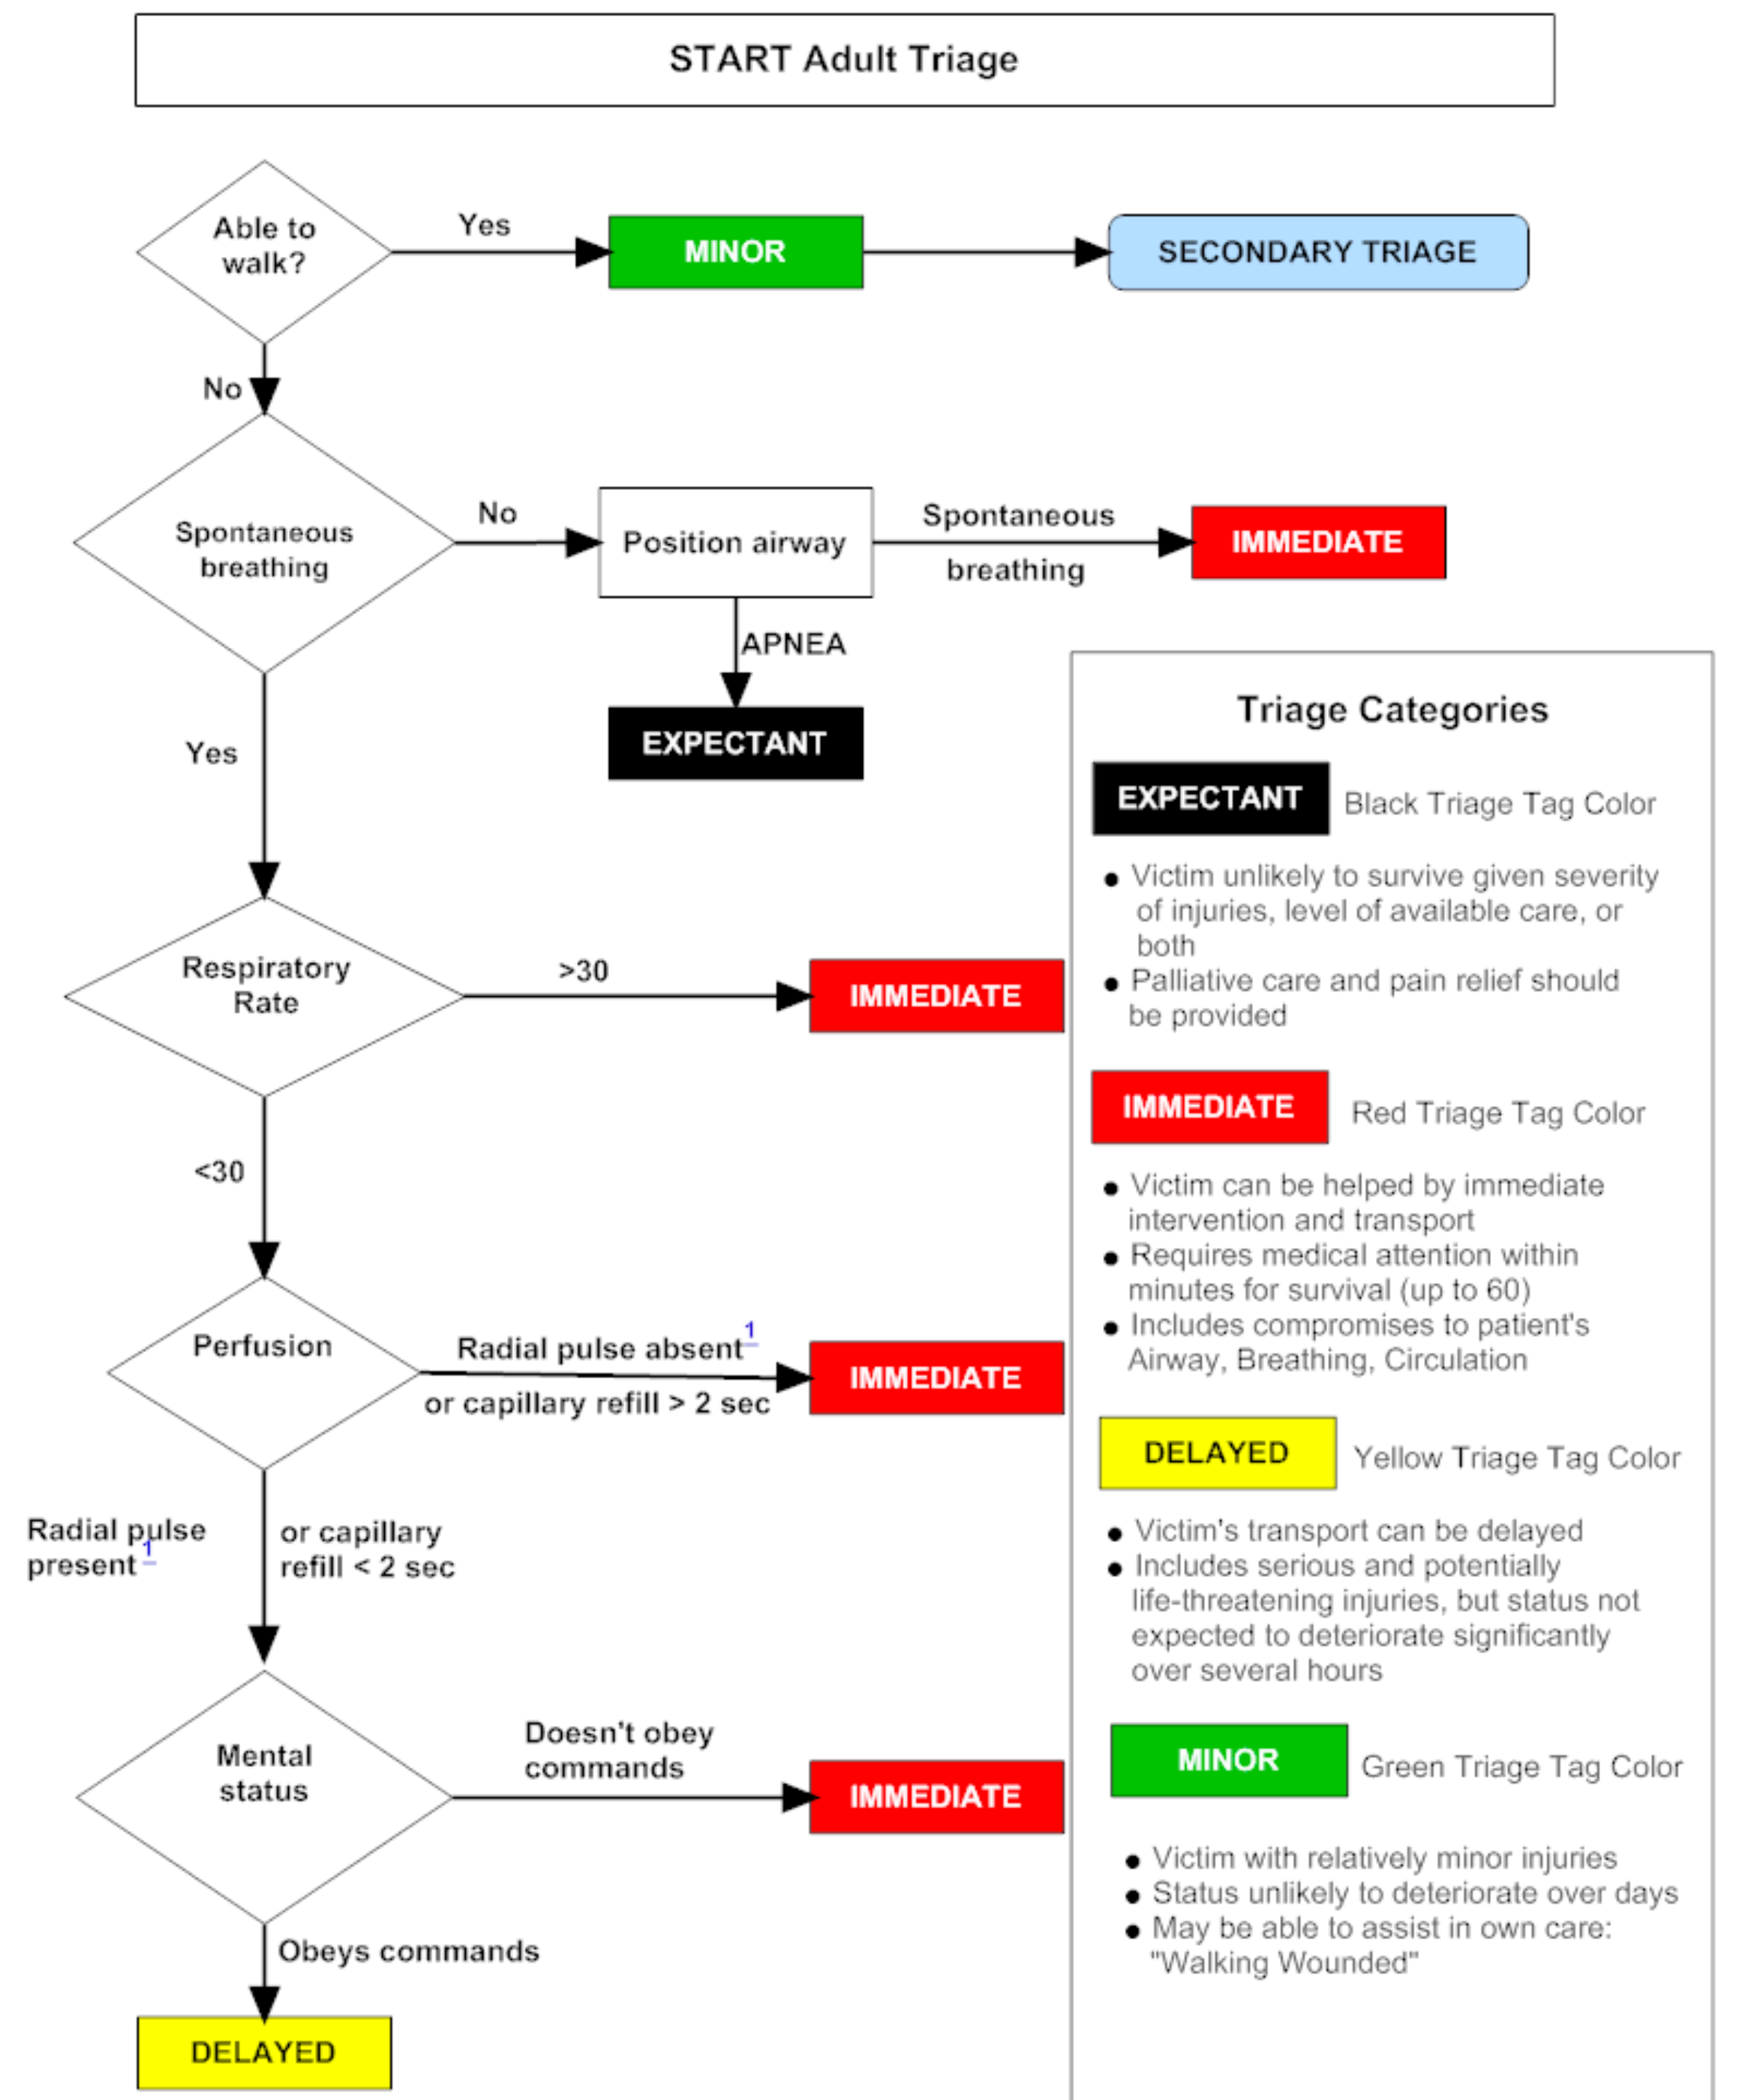 START Adult Triage
Able to
walk?
Yes
MINOR
SECONDARY TRIAGE
No
Spontaneous
breathing
No
Position airway
Spontaneous
breathing
IMMEDIATE
APNEA
EXPECTANT
Yes
Respiratory
Rate
>30
IMMEDIATE
<30
Perfusion
Radial pulse absent 1
or capillary refill > 2 sec
IMMEDIATE
Radial pulse
present 1
or capillary
refill < 2 sec
Mental
status
Doesn't obey
commands
IMMEDIATE
Obeys commands
DELAYED
Triage Categories
EXPECTANT Black Triage Tag Color
● Victim unlikely to survive given severity
of injuries, level of available care, or
both
● Palliative care and pain relief should
be provided
IMMEDIATE Red Triage Tag Color
● Victim can be helped by immediate
intervention and transport
● Requires medical attention within
minutes for survival (up to 60)
● Includes compromises to patient's
Airway, Breathing, Circulation
DELAYED Yellow Triage Tag Color
● Victim's transport can be delayed
● Includes serious and potentially
life-threatening injuries, but status not
expected to deteriorate significantly
over several hours
MINOR Green Triage Tag Color
● Victim with relatively minor injuries
● Status unlikely to deteriorate over days
● May be able to assist in own care:
"Walking Wounded"